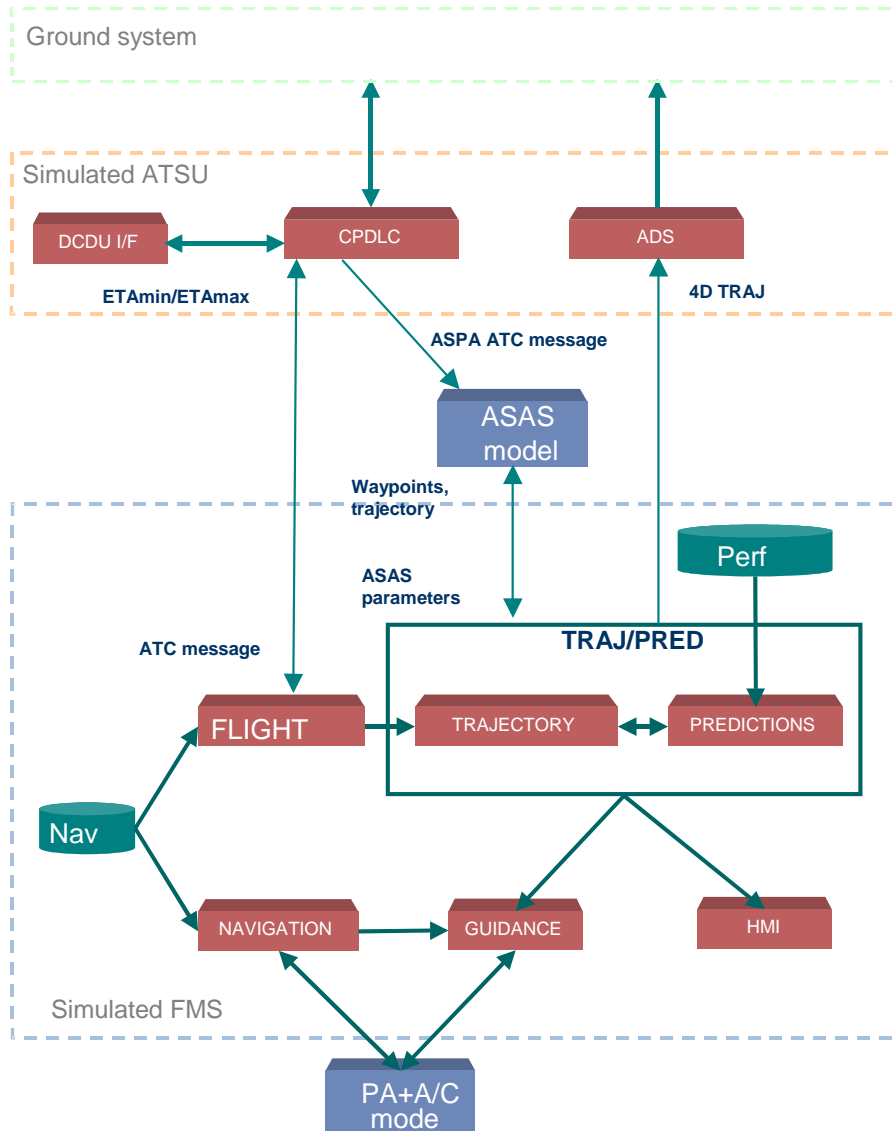 Ground system
Simulated ATSU
DCDU I/F
CPDLC
ADS
ETAmin/ETAmax
4D TRAJ
ASPA ATC message
ASAS
model
Waypoints,
trajectory
Perf
ASAS
parameters
ATC message
TRAJ/PRED
FLIGHT
TRAJECTORY
PREDICTIONS
Nav
NAVIGATION
GUIDANCE
HMI
Simulated FMS
PA+A/C
mode